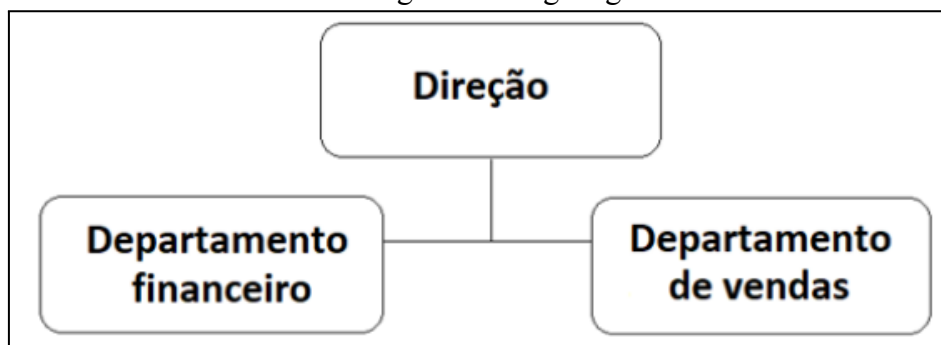 Direção
Departamento
financeiro
Departamento
de vendas